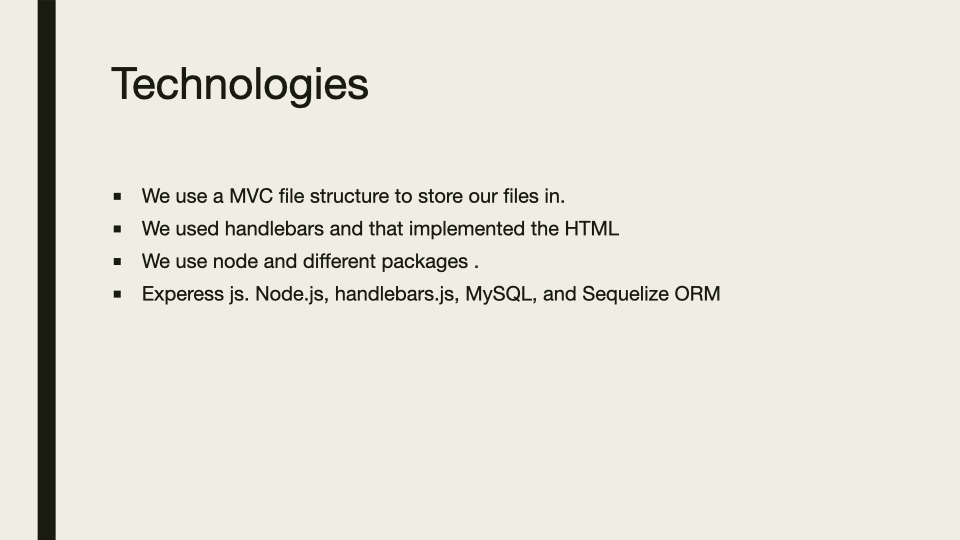 Technologies
▪ We use a MVC file structure to store our files in.
▪ We used handlebars and that implemented the HTML
▪ We use node and different packages .
▪ Experess js. Node.js, handlebars.js, MySQL, and Sequelize ORM